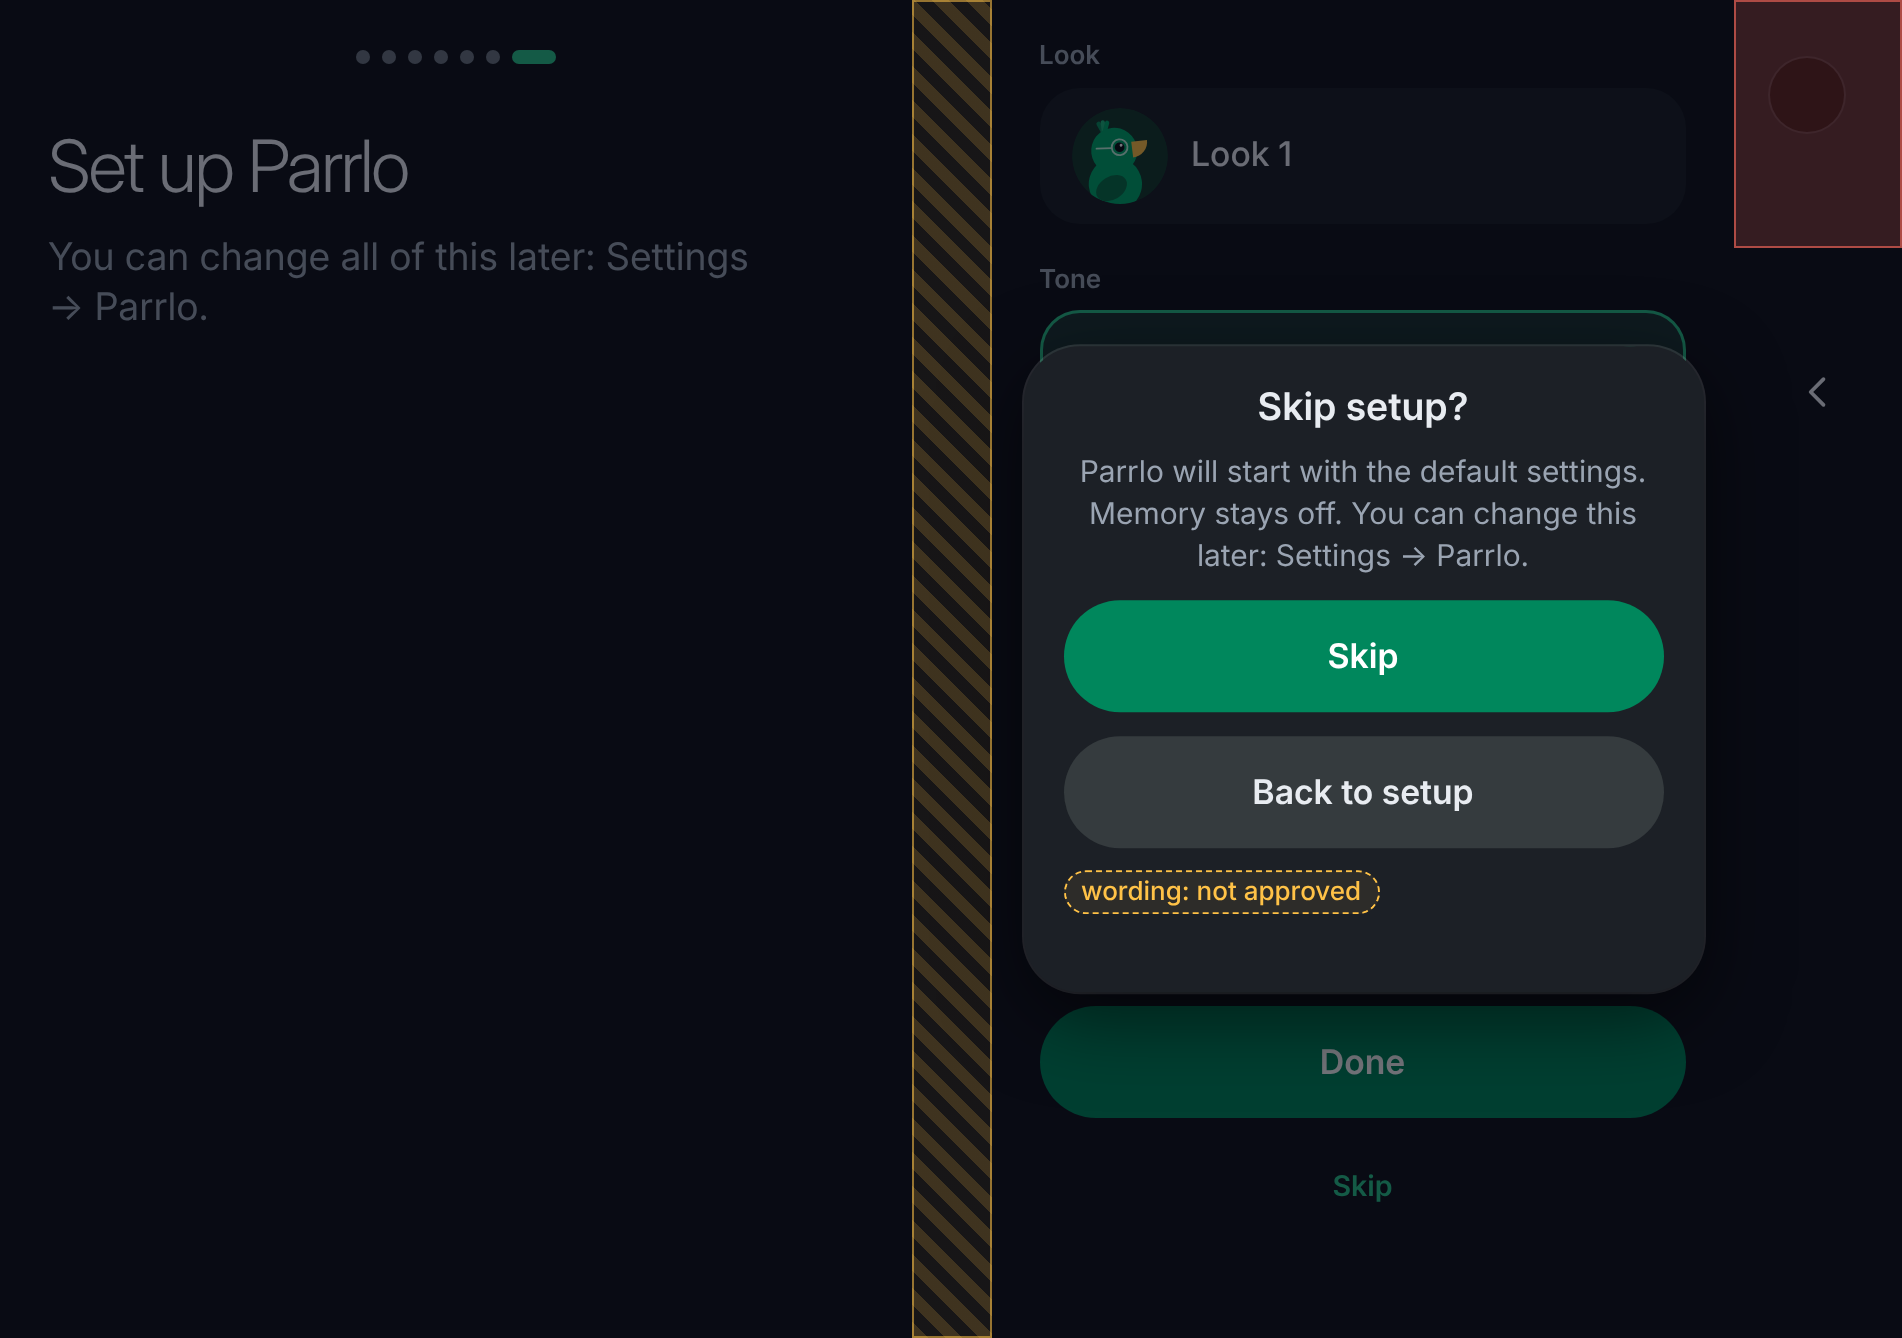 Set up Parrlo
You can change all of this later: Settings
→ Parrlo.
Look
Look 1
Tone
Skip setup?
Parrlo will start with the default settings.
Memory stays off. You can change this
later: Settings → Parrlo.
Skip
Back to setup
wording: not approved
Done
Skip